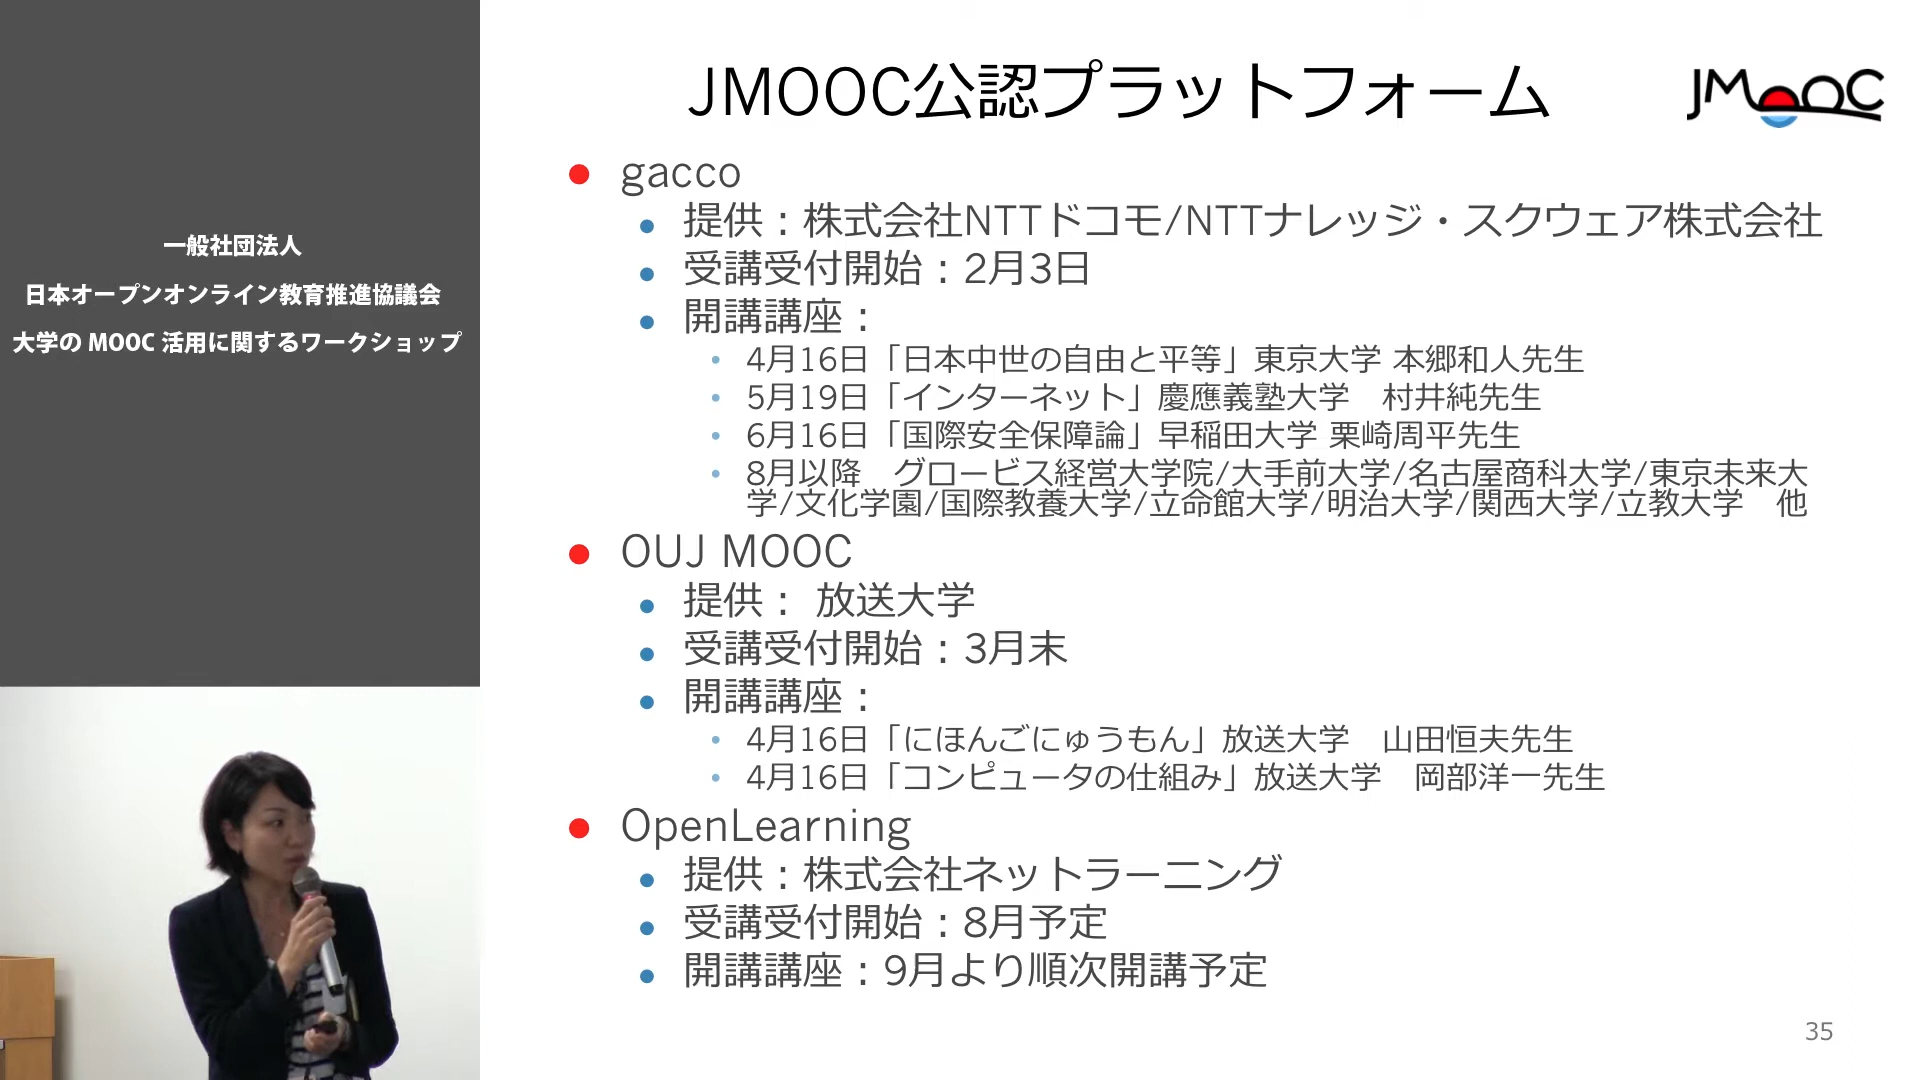 一般社団法人
日本オープンオンライン教育推進協議会
大学の MOOC 活用に関するワークショップ
JMOOC公認プラットフォーム
JMOOC
gacco
提供：株式会社NTTドコモ/NTTナレッジ・スクウェア株式会社
受講受付開始：2月3日
開講講座：
4月16日「日本中世の自由と平等」東京大学 本郷和人先生
5月19日「インターネット」慶應義塾大学　村井純先生
6月16日「国際安全保障論」早稲田大学 栗崎周平先生
8月以降　グロービス経営大学院/大手前大学/名古屋商科大学/東京未来大
学/文化学園/国際教養大学/立命館大学/明治大学/関西大学/立教大学　他
OUJ MOOC
提供： 放送大学
受講受付開始：3月末
開講講座：
4月16日「にほんごにゅうもん」放送大学　山田恒夫先生
4月16日「コンピュータの仕組み」放送大学　岡部洋一先生
OpenLearning
提供：株式会社ネットラーニング
受講受付開始：8月予定
開講講座：9月より順次開講予定
35